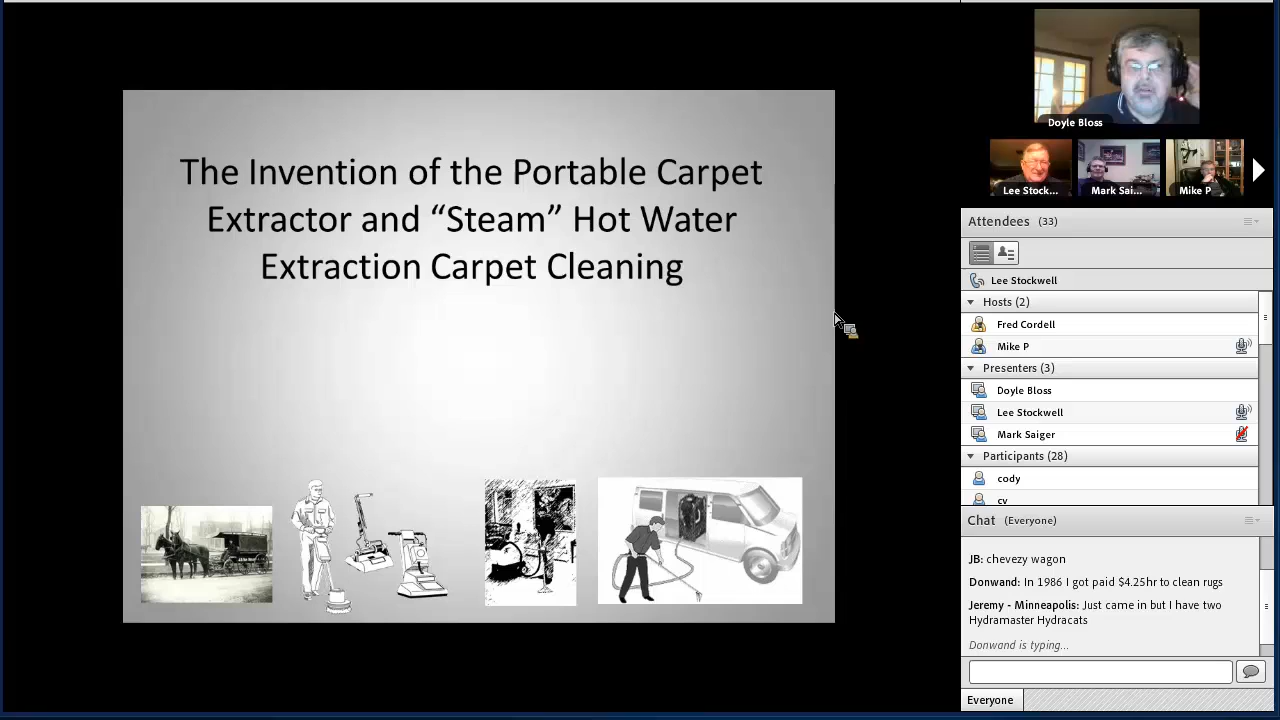 The Invention of the Portable Carpet
Extractor and “Steam” Hot Water
Extraction Carpet Cleaning
Doyle Bloss
Lee Stock...
Mark Sai...
Mike P
Attendees (33)
Lee Stockwell
Hosts (2)
Fred Cordell
Mike P
Presenters (3)
Doyle Bloss
Lee Stockwell
Mark Saiger
Participants (28)
cody
cv
Chat (Everyone)
JB: chevezy wagon
Donwand: In 1986 I got paid $4.25hr to clean rugs
Jeremy - Minneapolis: Just came in but I have two
Hydramaster Hydracats
Donwand is typing...
Everyone